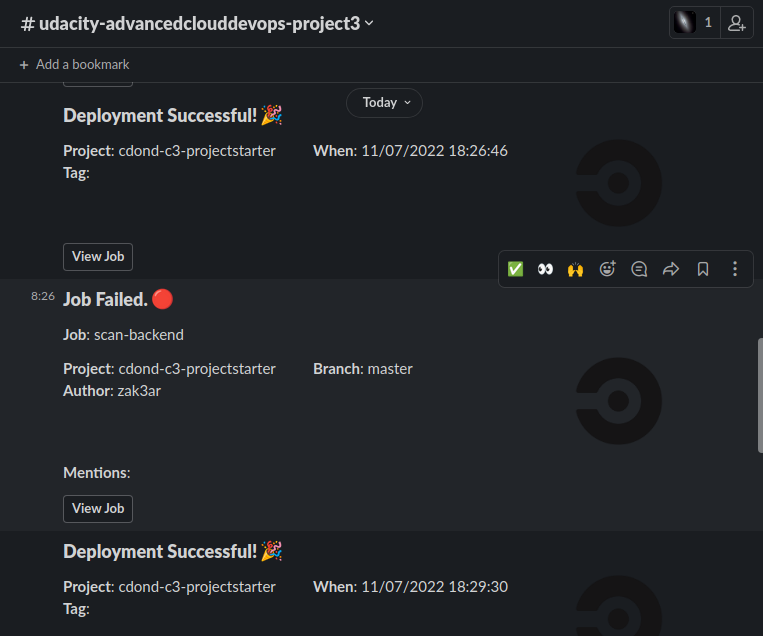 # udacity-advancedclouddevops-project3
1
+ Add a bookmark
Today
Deployment Successful! 🎉
Project: cdond-c3-projectstarter When: 11/07/2022 18:26:46
Tag:
View Job
8:26 Job Failed. 🔴
Job: scan-backend
Project: cdond-c3-projectstarter Branch: master
Author: zak3ar
Mentions:
View Job
Deployment Successful! 🎉
Project: cdond-c3-projectstarter When: 11/07/2022 18:29:30
Tag: